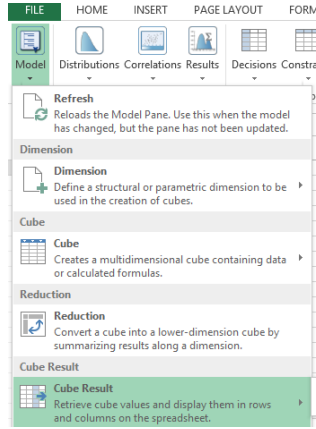 FILE HOME INSERT PAGE LAYOUT FORM
Model Distributions Correlations Results Decisions Constra
Refresh
Reloads the Model Pane. Use this when the model
has changed, but the pane has not been updated.
Dimension
Dimension
Define a structural or parametric dimension to be
used in the creation of cubes.
Cube
Cube
Creates a multidimensional cube containing data
or calculated formulas.
Reduction
Reduction
Convert a cube into a lower-dimension cube by
summarizing results along a dimension.
Cube Result
Cube Result
Retrieve cube values and display them in rows
and columns on the spreadsheet.